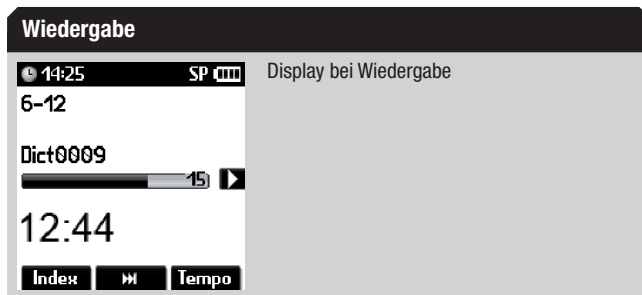 Wiedergabe
14:25 SP
Display bei Wiedergabe
6-12
Dict0009
15
12:44
Index Tempo